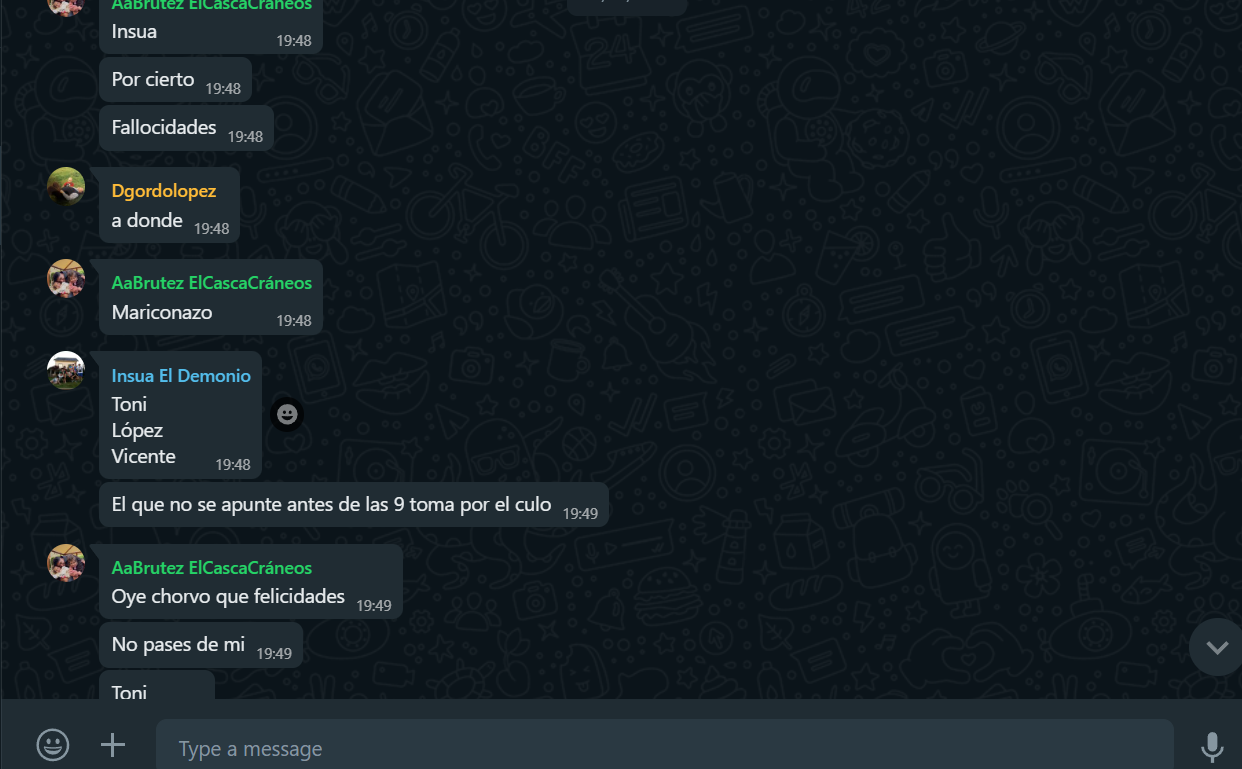 AaBrutez ElCascaCráneos
Insua
19:48
Por cierto
19:48
Fallocidades
19:48
Dgordolopez
a donde
19:48
AaBrutez ElCascaCráneos
Mariconazo
19:48
Insua El Demonio
Toni
López
Vicente
19:48
El que no se apunte antes de las 9 toma por el culo
19:49
AaBrutez ElCascaCráneos
Oye chorvo que felicidades
19:49
No pases de mi
19:49
Toni
Type a message